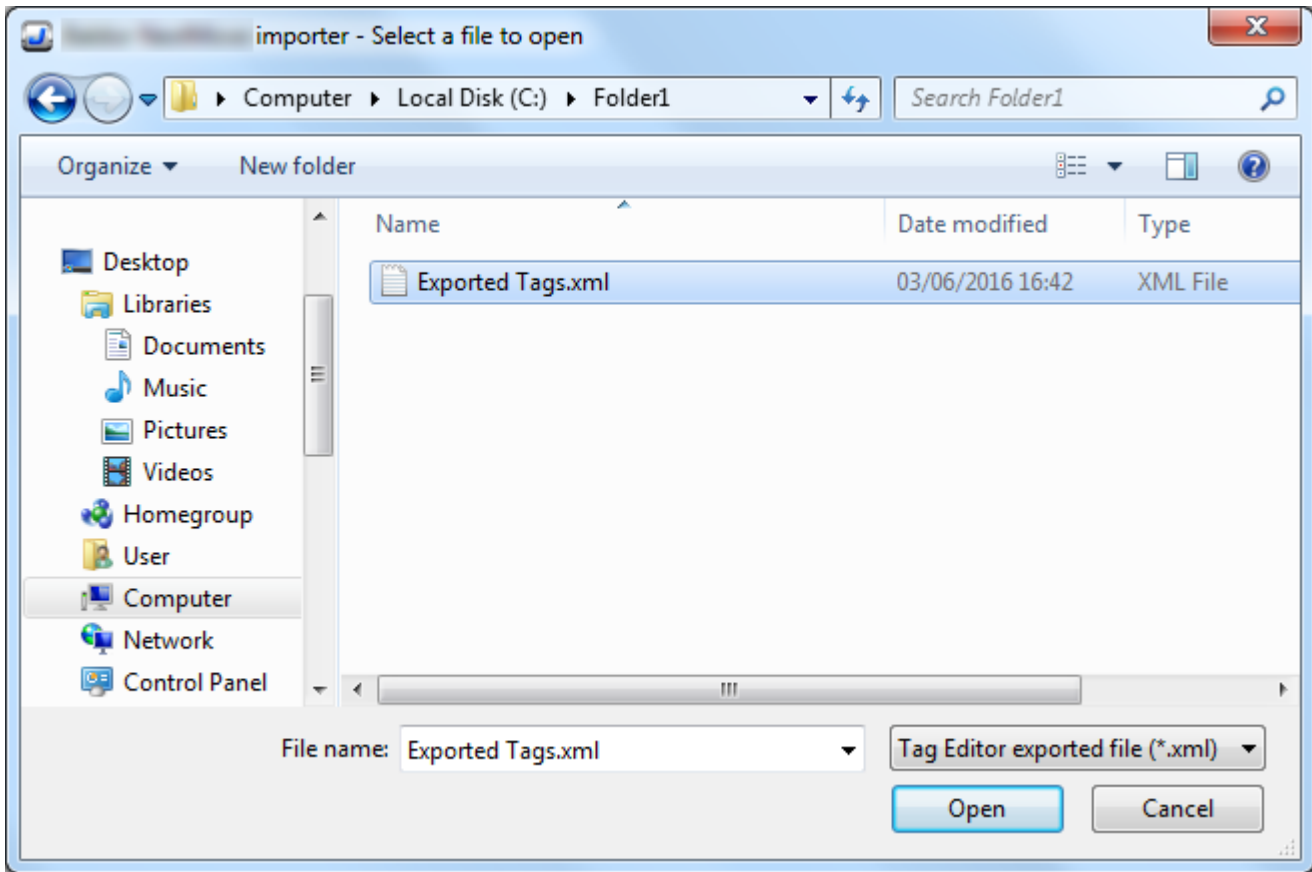 importer - Select a file to open
Computer Local Disk (C:) Folder1 Search Folder1
Organize New folder
Name Date modified Type
Desktop Exported Tags.xml 03/06/2016 16:42 XML File
Libraries
Documents
Music
Pictures
Videos
Homegroup
User
Computer
Network
Control Panel
File name: Exported Tags.xml Tag Editor exported file (*.xml)
Open Cancel